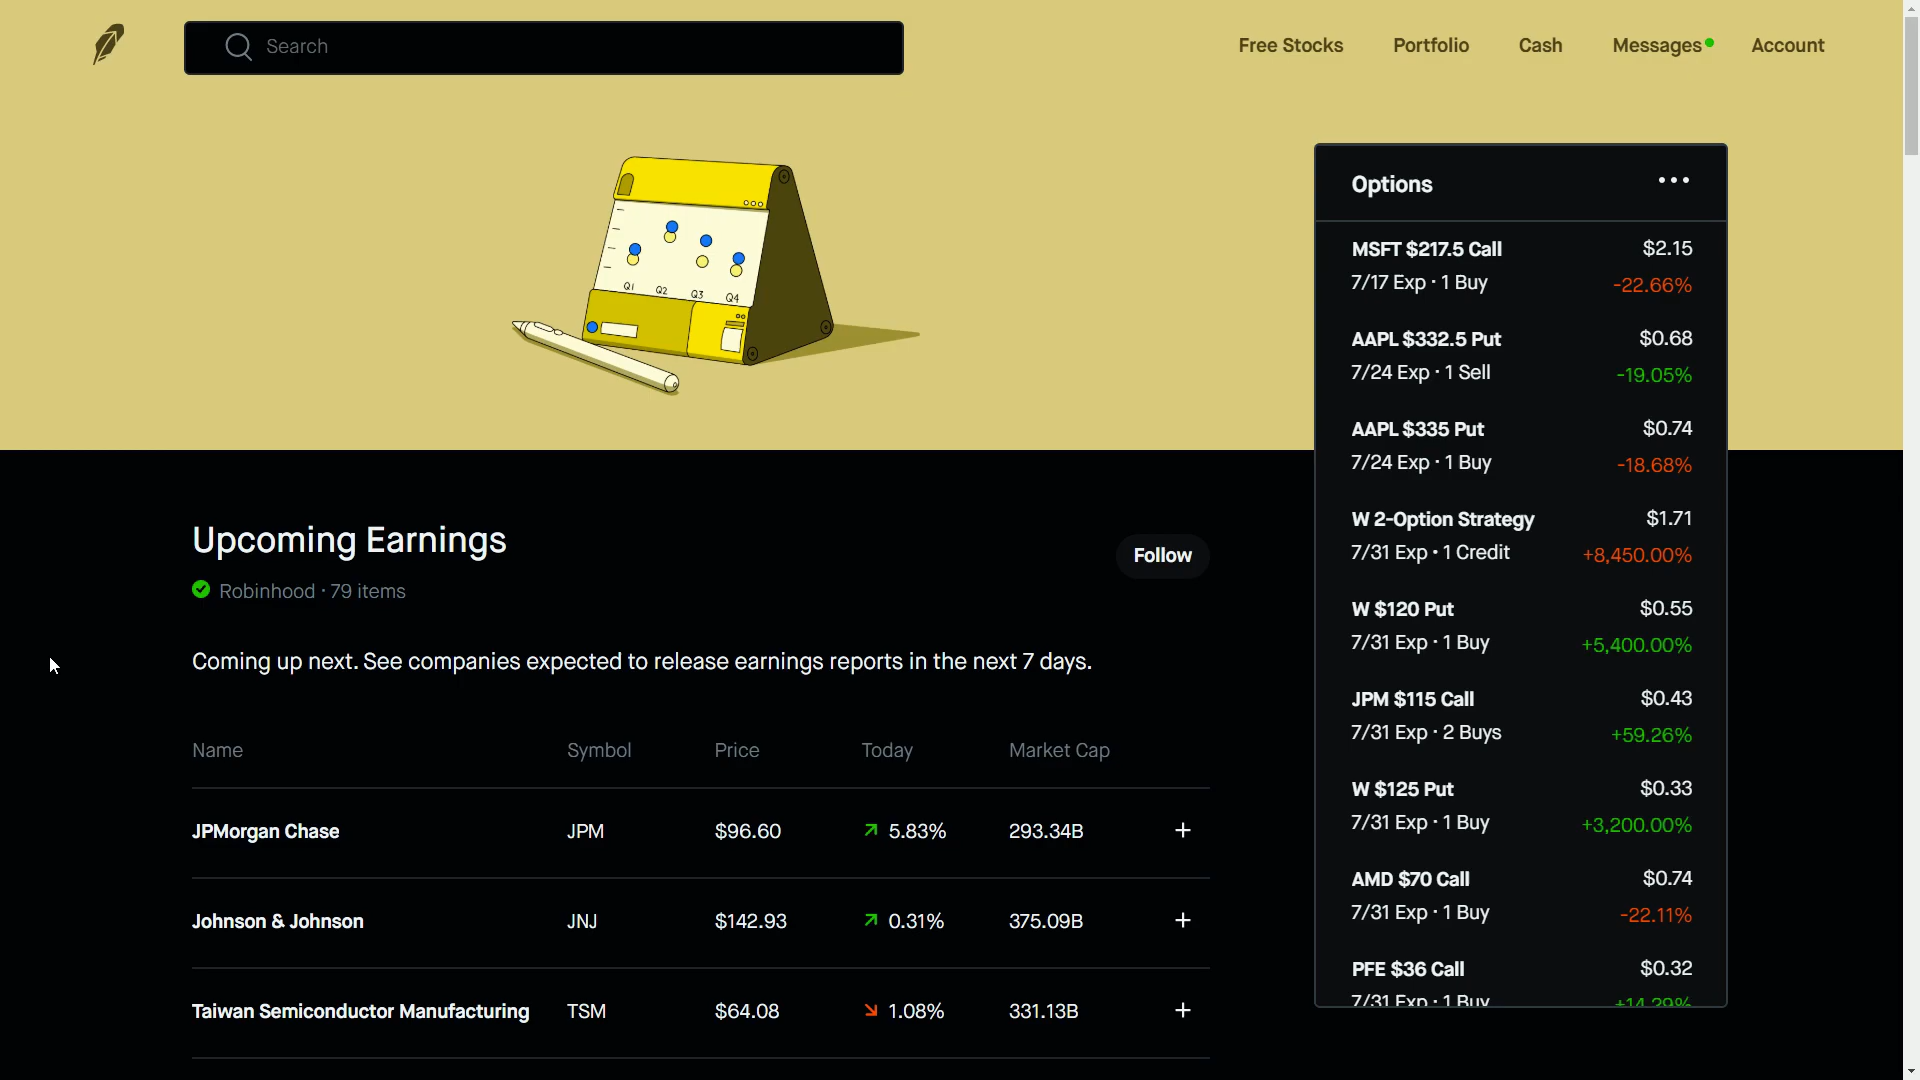 Search
Free Stocks
Portfolio
Cash
Messages
Account
Q1 Q2 Q3 Q4
Options
MSFT $217.5 Call $2.15
7/17 Exp · 1 Buy -22.66%
AAPL $332.5 Put $0.68
7/24 Exp · 1 Sell -19.05%
AAPL $335 Put $0.74
7/24 Exp · 1 Buy -18.68%
W 2-Option Strategy $1.71
7/31 Exp · 1 Credit +8,450.00%
W $120 Put $0.55
7/31 Exp · 1 Buy +5,400.00%
JPM $115 Call $0.43
7/31 Exp · 2 Buys +59.26%
W $125 Put $0.33
7/31 Exp · 1 Buy +3,200.00%
AMD $70 Call $0.74
7/31 Exp · 1 Buy -22.11%
PFE $36 Call $0.32
7/31 Exp · 1 Buy +14.29%
Upcoming Earnings
Follow
Robinhood · 79 items
Coming up next. See companies expected to release earnings reports in the next 7 days.
Name Symbol Price Today Market Cap
JPMorgan Chase JPM $96.60 5.83% 293.34B +
Johnson & Johnson JNJ $142.93 0.31% 375.09B +
Taiwan Semiconductor Manufacturing TSM $64.08 1.08% 331.13B +